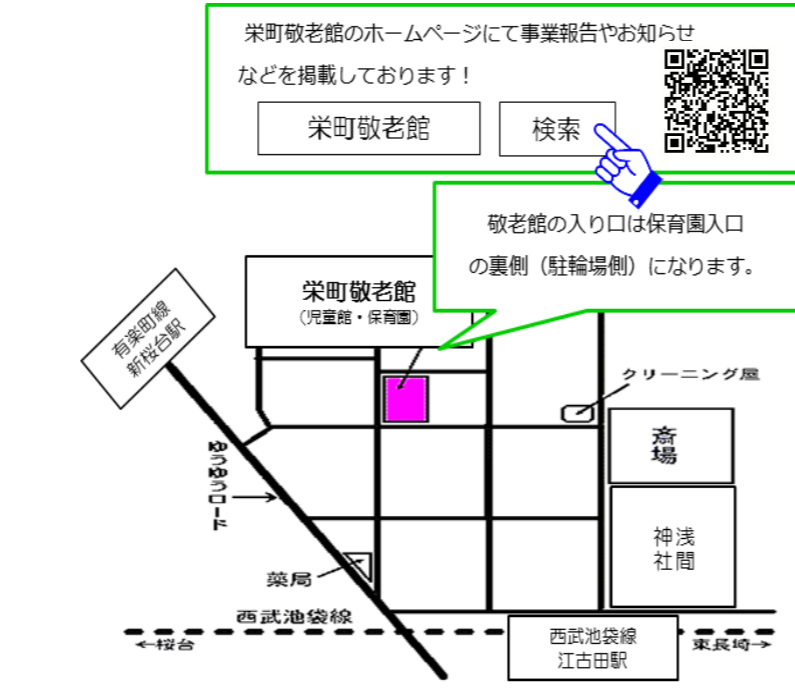 栄町敬老館のホームページにて事業報告やお知らせ
などを掲載しております！
栄町敬老館
検索
敬老館の入り口は保育園入口
の裏側（駐輪場側）になります。
栄町敬老館
（児童館・保育園）
有楽町線
新桜台駅
クリーニング屋
斎場
ゆうゆうロード
浅間
神社
薬局
西武池袋線
←桜台
西武池袋線
江古田駅
東長崎→